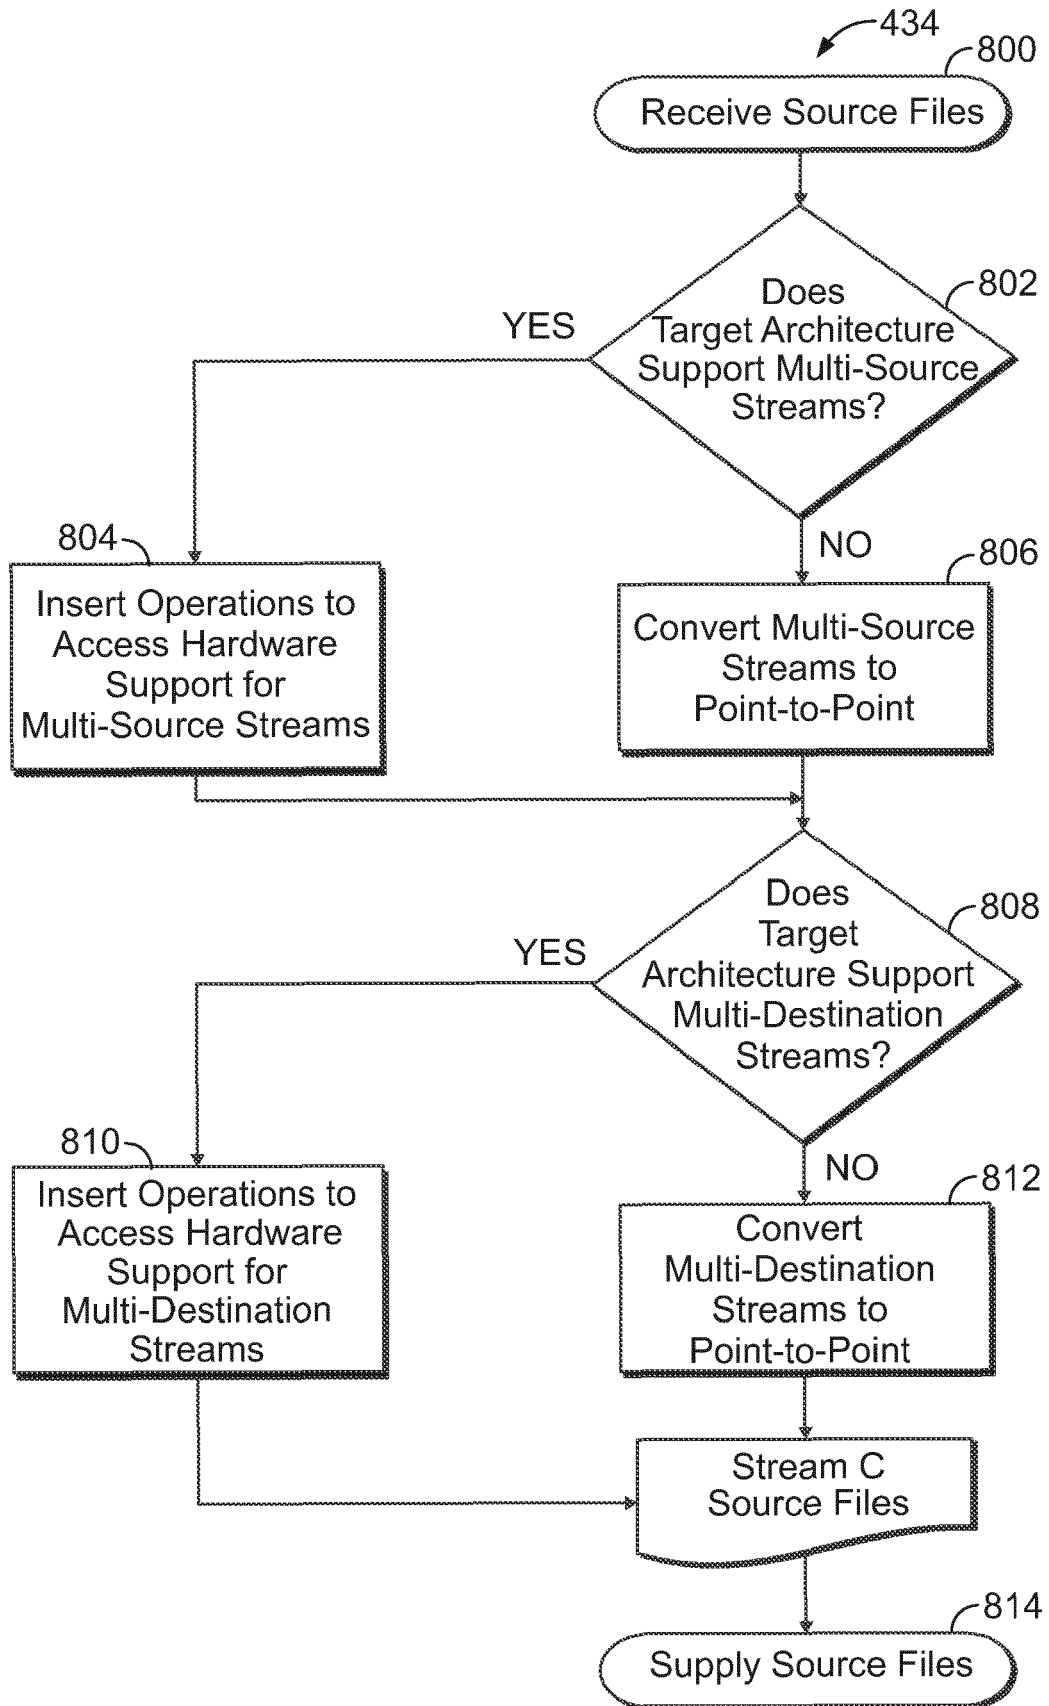 434
800
Receive Source Files
802
Does
Target Architecture
Support Multi-Source
Streams?
YES
NO
804
Insert Operations to
Access Hardware
Support for
Multi-Source Streams
806
Convert Multi-Source
Streams to
Point-to-Point
808
Does
Target
Architecture Support
Multi-Destination
Streams?
YES
NO
810
Insert Operations to
Access Hardware
Support for
Multi-Destination
Streams
812
Convert
Multi-Destination
Streams to
Point-to-Point
Stream C
Source Files
814
Supply Source Files